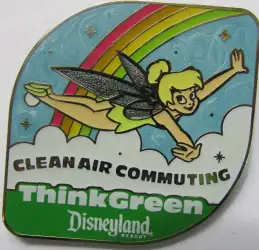 CLEAN AIR COMMUTING
ThinkGreen
Disneyland
RESORT